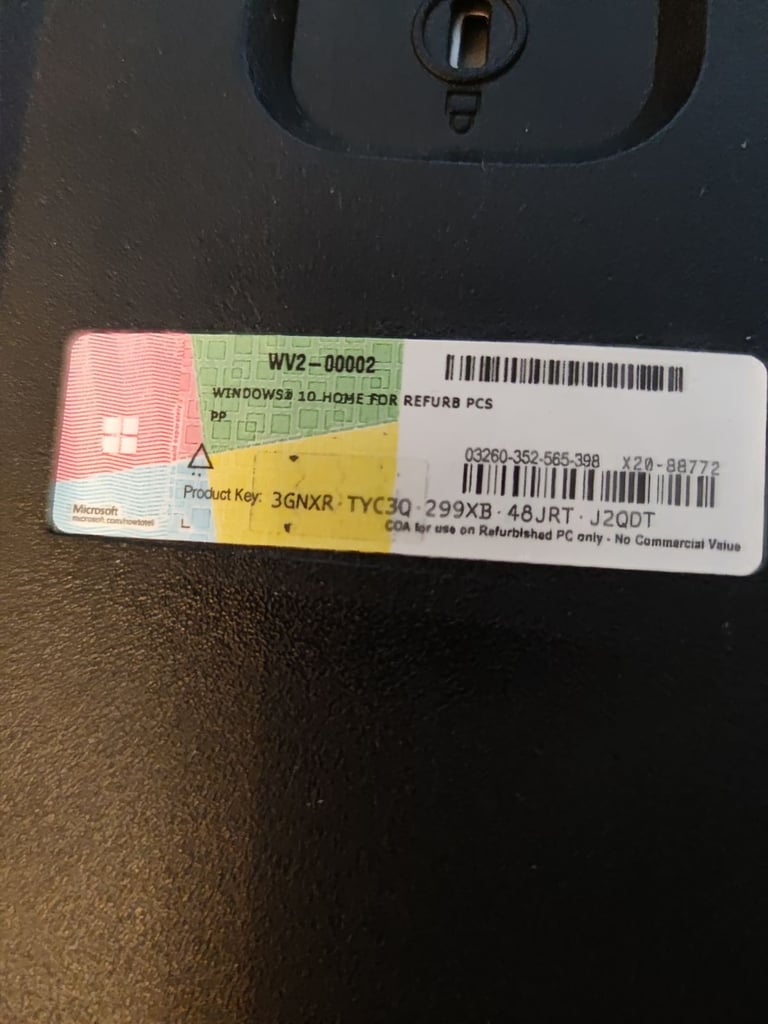 WV2-00002
WINDOWS® 10 HOME FOR REFURB PCS
PP
03260-352-565-398 X20-88772
Product Key: 3GNXR-TYC3Q-299XB-48JRT-J2QDT
COA for use on Refurbished PC only - No Commercial Value
Microsoft
microsoft.com/howtotell